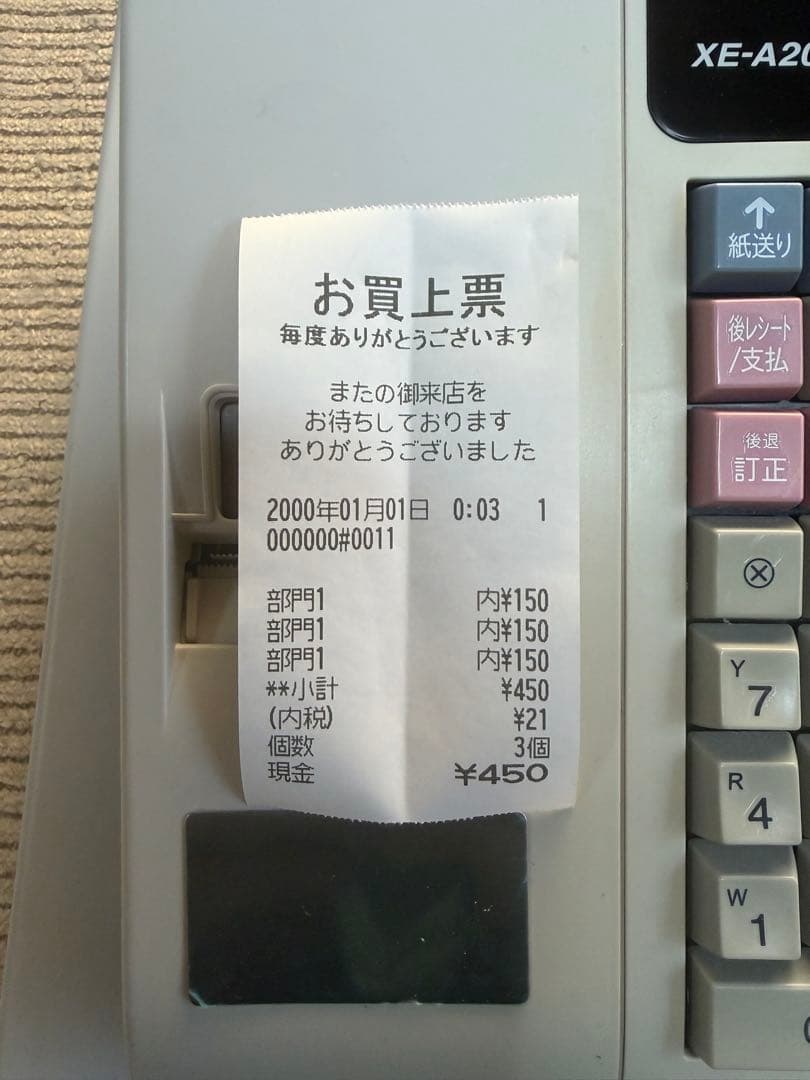 XE-A20
お買上票
毎度ありがとうございます
またの御来店を
お待ちしております
ありがとうございました
2000年01月01日 0:03 1
000000#0011
部門1 内¥150
部門1 内¥150
部門1 内¥150
**小計 ¥450
(内税) ¥21
個数 3個
現金 ¥450
↑
紙送り
後レシート
/支払
後退
訂正
⊗
Y
7
R
4
W
1